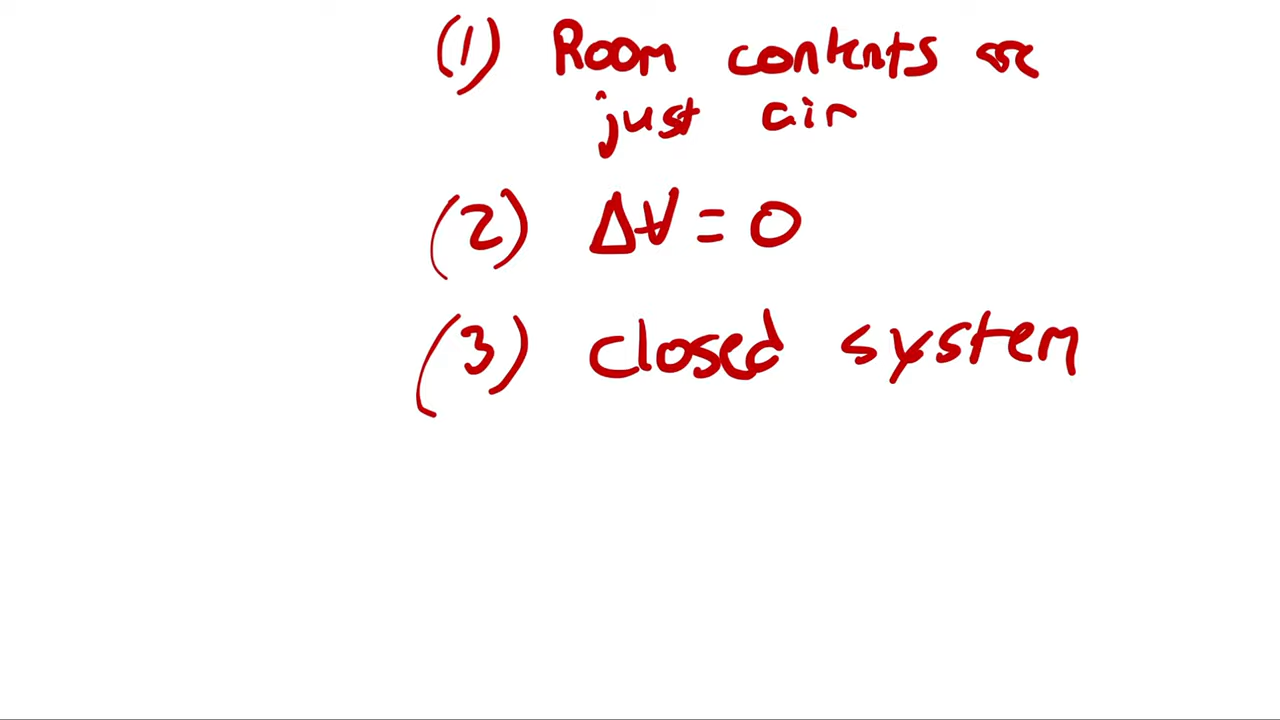 (1) Room contents are
just air
(2) ΔV = 0
(3) closed system